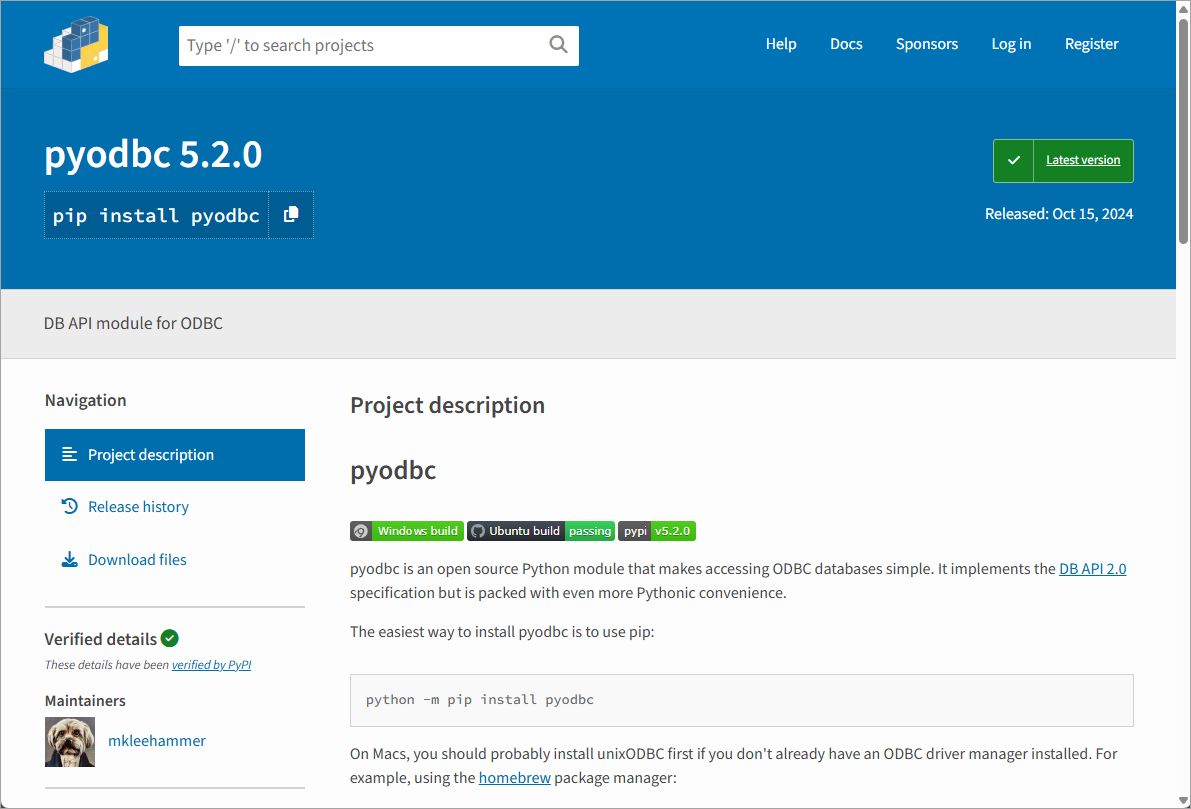 Type '/' to search projects
Help
Docs
Sponsors
Log in
Register
pyodbc 5.2.0
pip install pyodbc
Latest version
Released: Oct 15, 2024
DB API module for ODBC
Navigation
Project description
Release history
Download files
Verified details
These details have been verified by PyPI
Maintainers
mkleehammer
Project description
pyodbc
Windows build
Ubuntu build passing
pypi v5.2.0
pyodbc is an open source Python module that makes accessing ODBC databases simple. It implements the DB API 2.0
specification but is packed with even more Pythonic convenience.
The easiest way to install pyodbc is to use pip:
python -m pip install pyodbc
On Macs, you should probably install unixODBC first if you don't already have an ODBC driver manager installed. For
example, using the homebrew package manager: